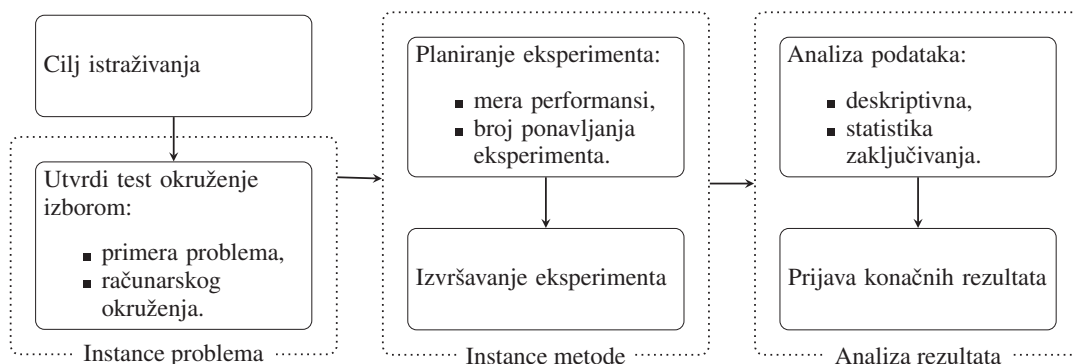 Cilj istraživanja
Utvrdi test okruženje
izborom:
▪ primera problema,
▪ računarskog
okruženja.
Instance problema
Planiranje eksperimenta:
▪ mera performansi,
▪ broj ponavljanja
eksperimenta.
Izvršavanje eksperimenta
Instance metode
Analiza podataka:
▪ deskriptivna,
▪ statistika
zaključivanja.
Prijava konačnih rezultata
Analiza rezultata